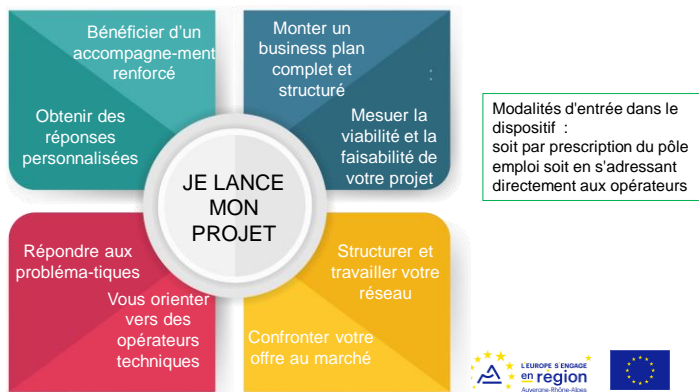 Bénéficier d'un
accompagne-ment
renforcé
Obtenir des
réponses
personnalisées
Monter un
business plan
complet et
structuré
:
Mesuer la
viabilité et la
faisabilité de
votre projet
JE LANCE
MON
PROJET
Répondre aux
probléma-tiques
Vous orienter
vers des
opérateurs
techniques
Structurer et
travailler votre
réseau
Confronter votre
offre au marché
Modalités d'entrée dans le
dispositif :
soit par prescription du pôle
emploi soit en s'adressant
directement aux opérateurs
L'EUROPE S'ENGAGE
en région
Auvergne-Rhône-Alpes